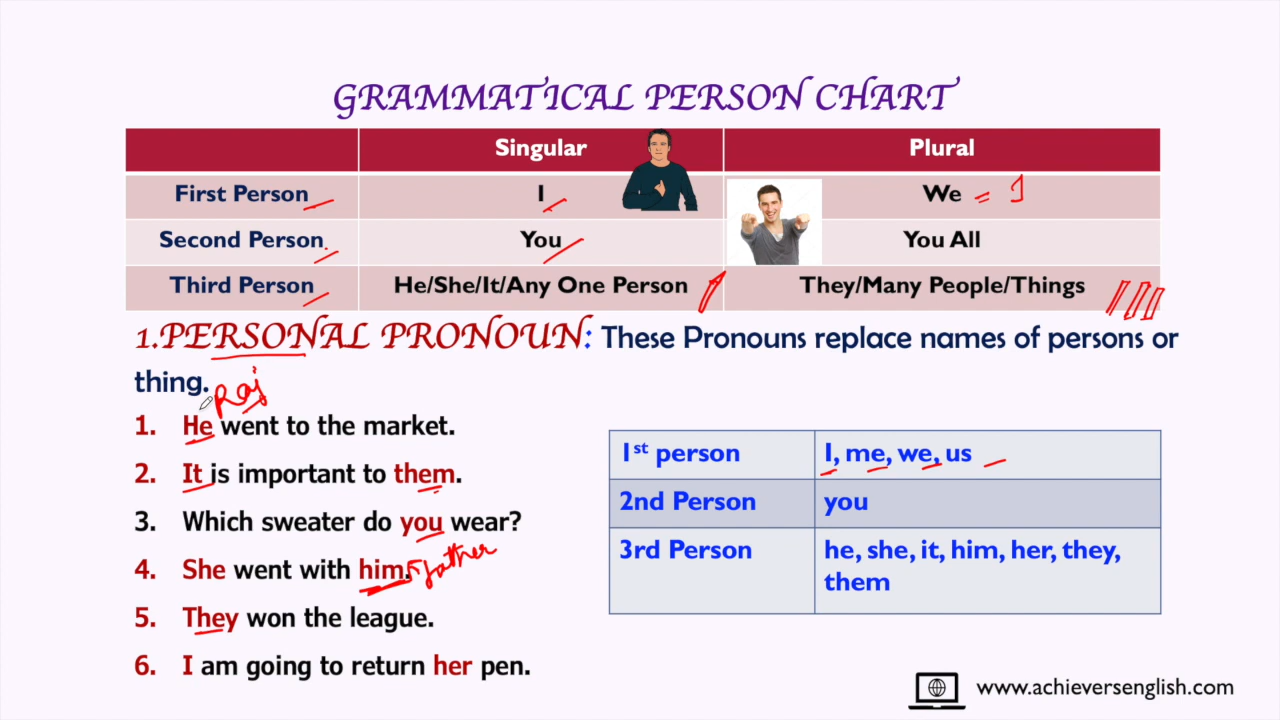 GRAMMATICAL PERSON CHART
Singular Plural
First Person I We = I
Second Person You You All
Third Person He/She/It/Any One Person They/Many People/Things
1.PERSONAL PRONOUN: These Pronouns replace names of persons or
thing.
Raj
1. He went to the market.
2. It is important to them.
3. Which sweater do you wear?
4. She went with him. father
5. They won the league.
6. I am going to return her pen.
1st person I, me, we, us
2nd Person you
3rd Person he, she, it, him, her, they,
them
www.achieversenglish.com